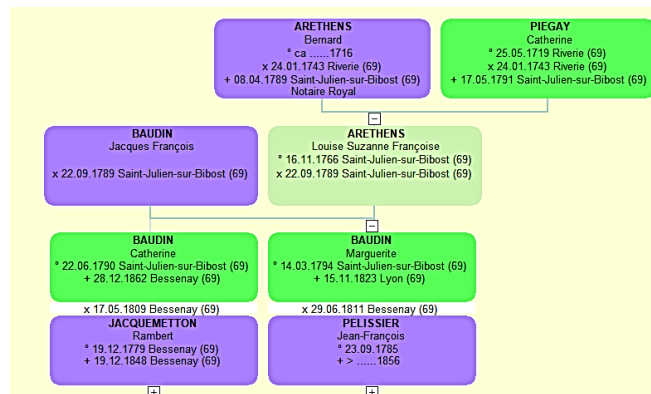 ARETHENS
Bernard
° ca ......1716
x 24.01.1743 Riverie (69)
+ 08.04.1789 Saint-Julien-sur-Bibost (69)
Notaire Royal
PIEGAY
Catherine
° 25.05.1719 Riverie (69)
x 24.01.1743 Riverie (69)
+ 17.05.1791 Saint-Julien-sur-Bibost (69)
BAUDIN
Jacques François
x 22.09.1789 Saint-Julien-sur-Bibost (69)
ARETHENS
Louise Suzanne Françoise
° 16.11.1766 Saint-Julien-sur-Bibost (69)
x 22.09.1789 Saint-Julien-sur-Bibost (69)
BAUDIN
Catherine
° 22.06.1790 Saint-Julien-sur-Bibost (69)
+ 28.12.1862 Bessenay (69)
x 17.05.1809 Bessenay (69)
JACQUEMETTON
Rambert
° 19.12.1779 Bessenay (69)
+ 19.12.1848 Bessenay (69)
BAUDIN
Marguerite
° 14.03.1794 Saint-Julien-sur-Bibost (69)
+ 15.11.1823 Lyon (69)
x 29.06.1811 Bessenay (69)
PELISSIER
Jean-François
° 23.09.1785
+ > ......1856